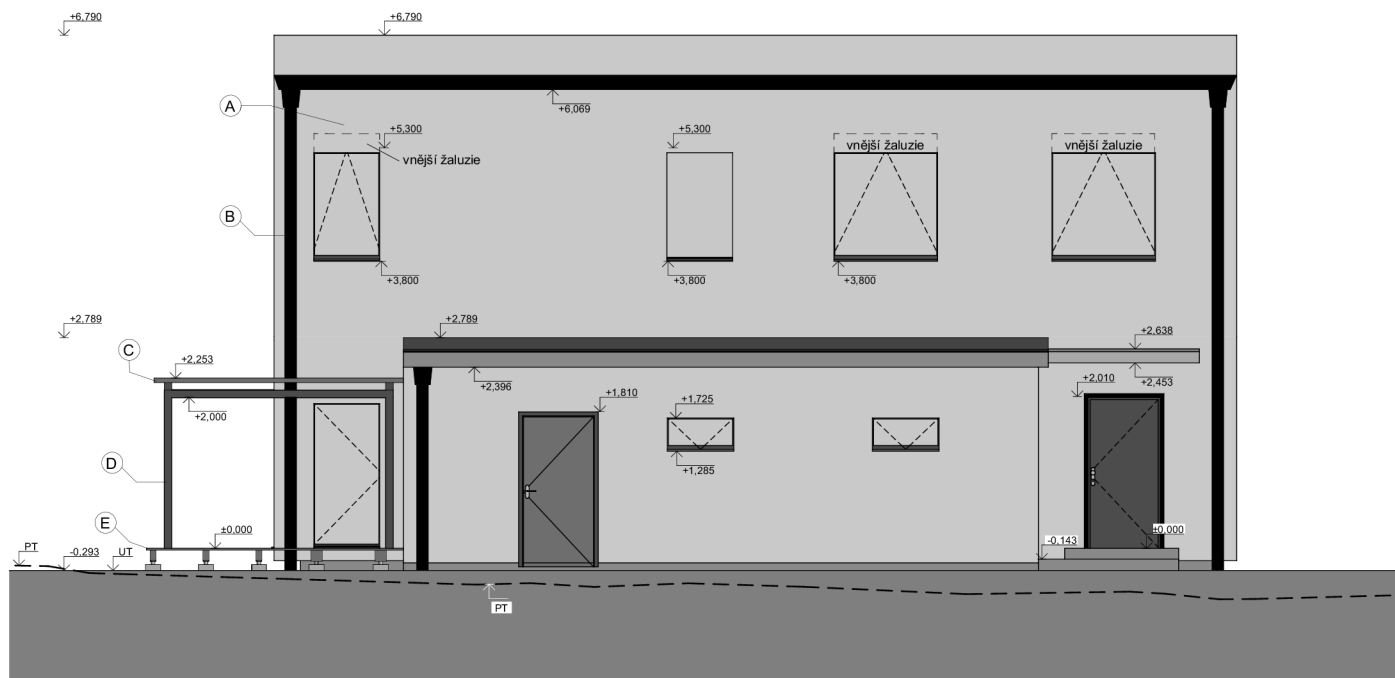 +6,790
+6,790
A
+6,069
+5,300
+5,300
vnější žaluzie
vnější žaluzie
vnější žaluzie
B
+3,800
+3,800
+3,800
+2,789
+2,789
+2,638
C
+2,253
+2,396
+2,453
+2,000
+1,810
+1,725
+2,010
D
+1,285
E
±0,000
±0,000
PT
-0,293
UT
-0,143
PT